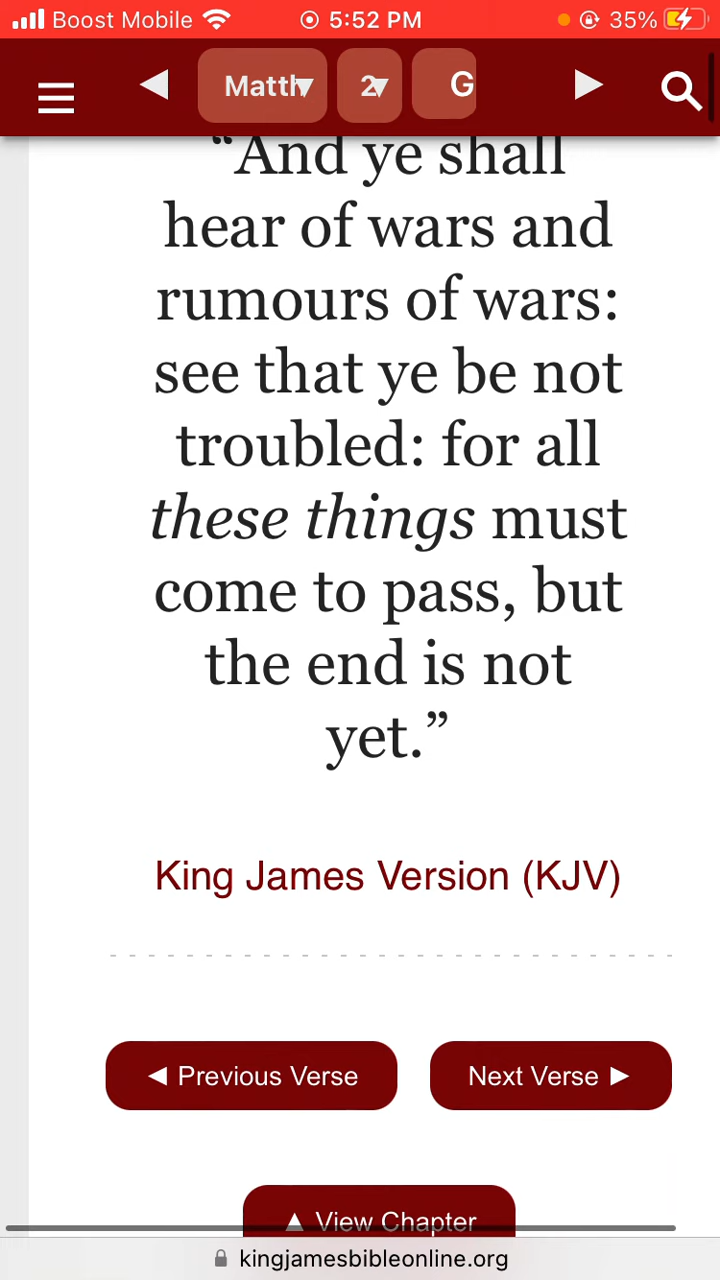 Boost Mobile 5:52 PM 35%
Matth 2 G
“And ye shall
hear of wars and
rumours of wars:
see that ye be not
troubled: for all
these things must
come to pass, but
the end is not
yet.”
King James Version (KJV)
◄ Previous Verse Next Verse ►
▲ View Chapter
kingjamesbibleonline.org